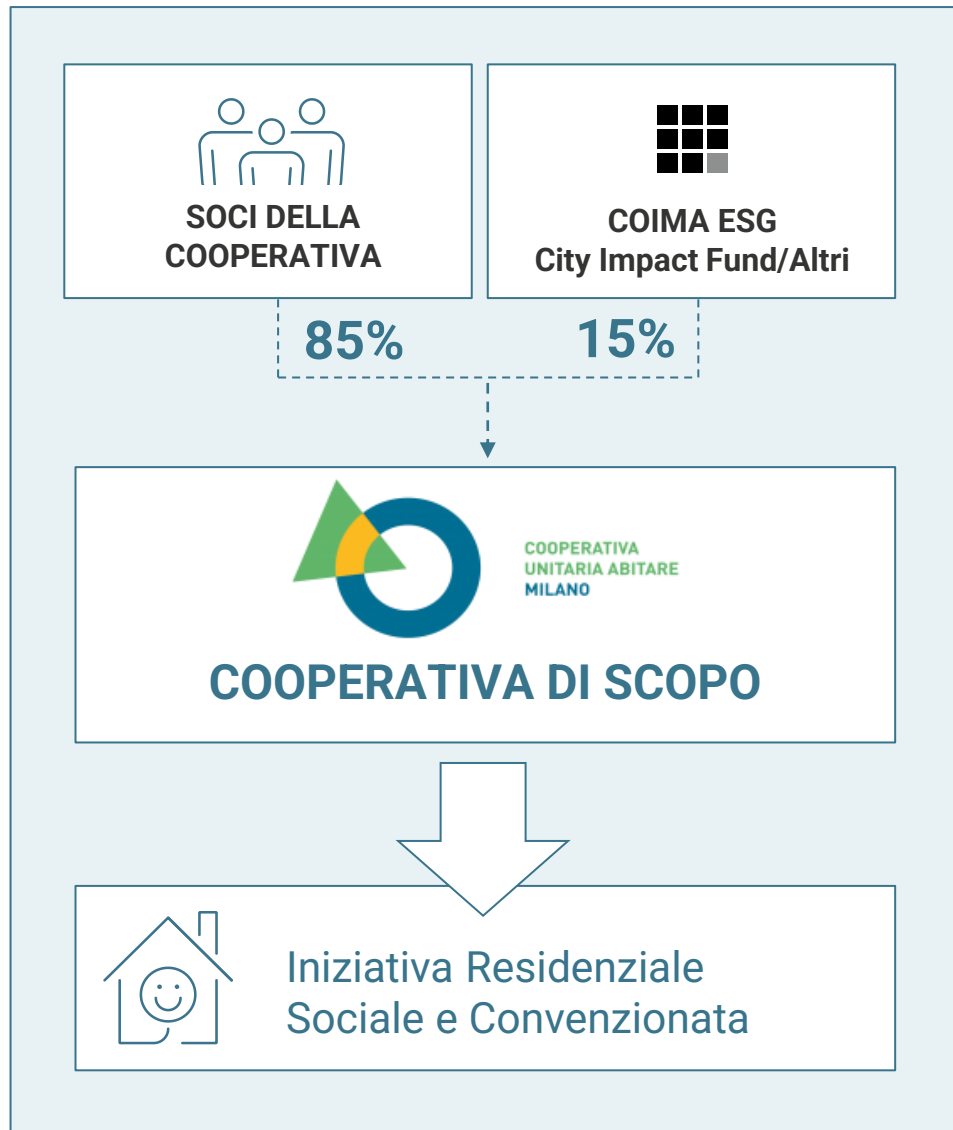 SOCI DELLA
COOPERATIVA
COIMA ESG
City Impact Fund/Altri
85%
15%
COOPERATIVA
UNITARIA ABITARE
MILANO
COOPERATIVA DI SCOPO
Iniziativa Residenziale
Sociale e Convenzionata